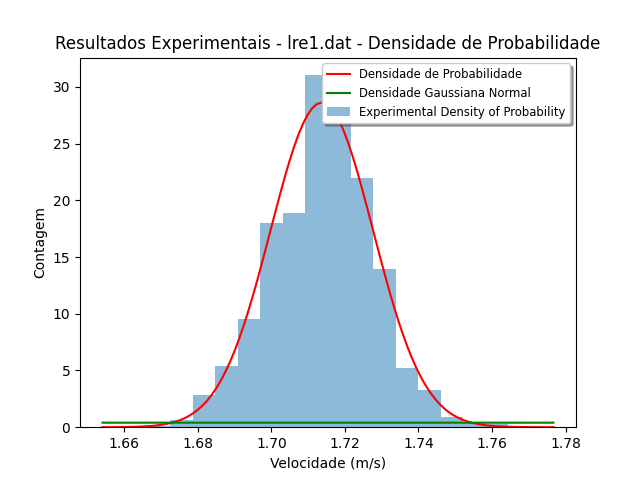 Resultados Experimentais - lre1.dat - Densidade de Probabilidade
Densidade de Probabilidade
Densidade Gaussiana Normal
Experimental Density of Probability
30
25
20
15
10
5
0
Contagem
1.66 1.68 1.70 1.72 1.74 1.76 1.78
Velocidade (m/s)